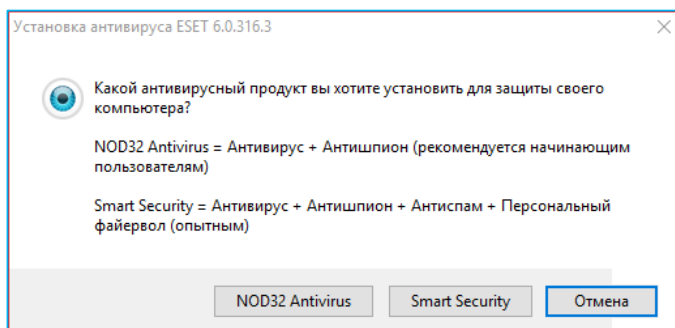 Установка антивируса ESET 6.0.316.3
Какой антивирусный продукт вы хотите установить для защиты своего
компьютера?
NOD32 Antivirus = Антивирус + Антишпион (рекомендуется начинающим
пользователям)
Smart Security = Антивирус + Антишпион + Антиспам + Персональный
файервол (опытным)
NOD32 Antivirus Smart Security Отмена